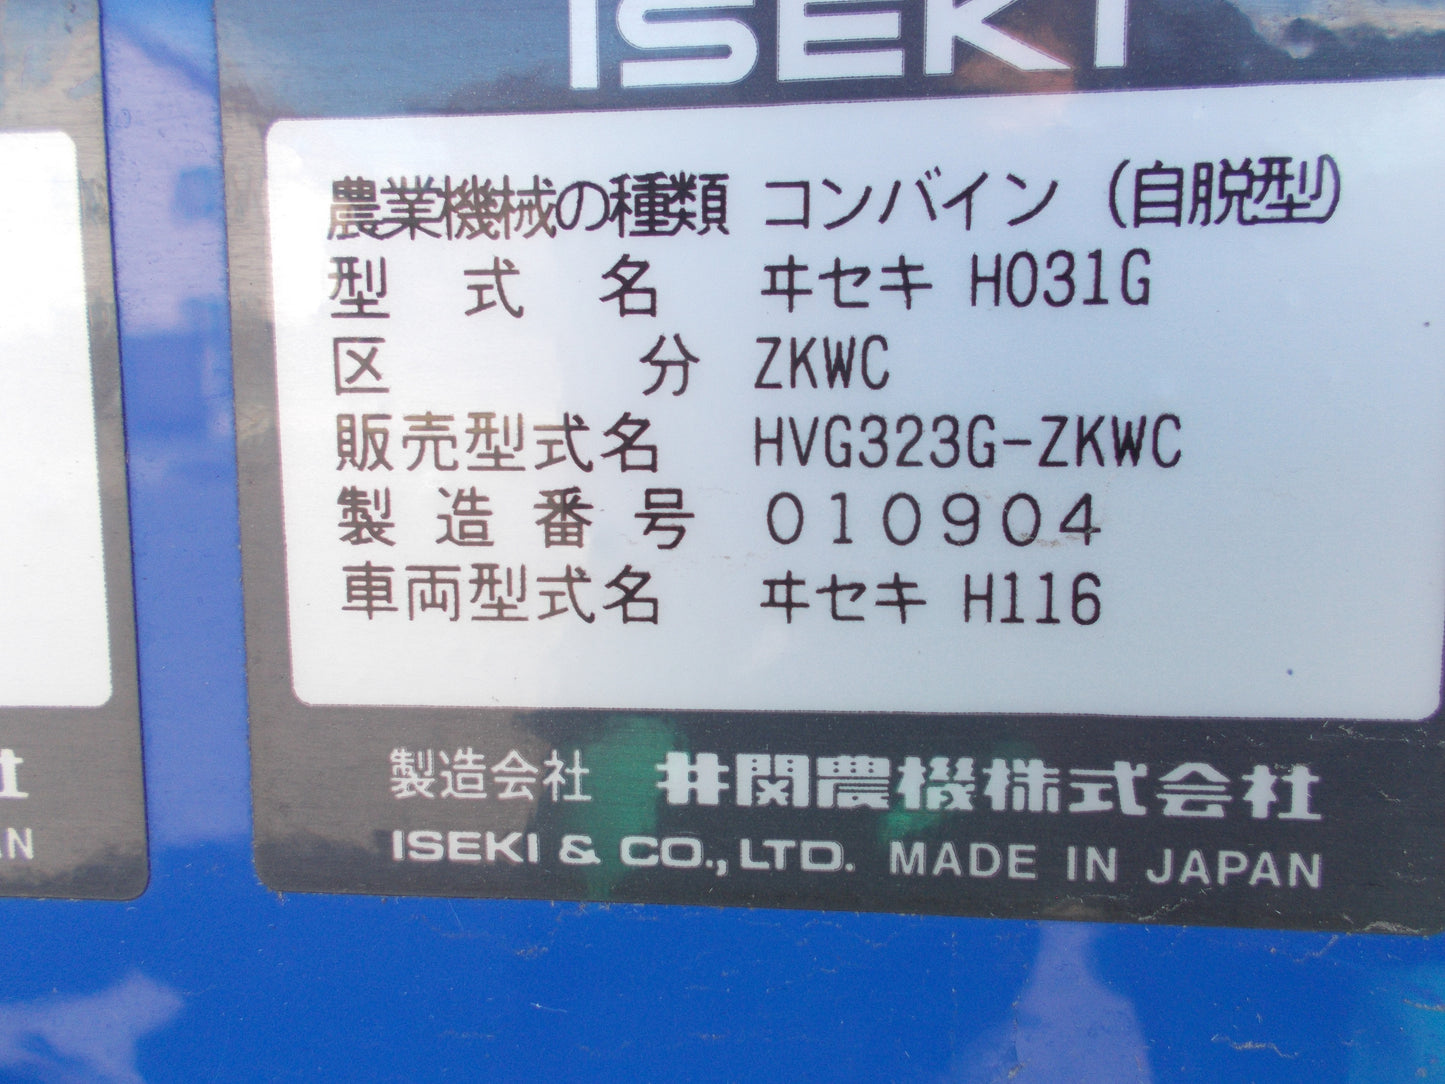 ISEKI
農業機械の種類 コンバイン (自脱型)
型式名 ヰセキ H031G
区分 ZKWC
販売型式名 HVG323G-ZKWC
製造番号 010904
車両型式名 ヰセキ H116
製造会社 井関農機株式会社
ISEKI & CO., LTD. MADE IN JAPAN
社
AN